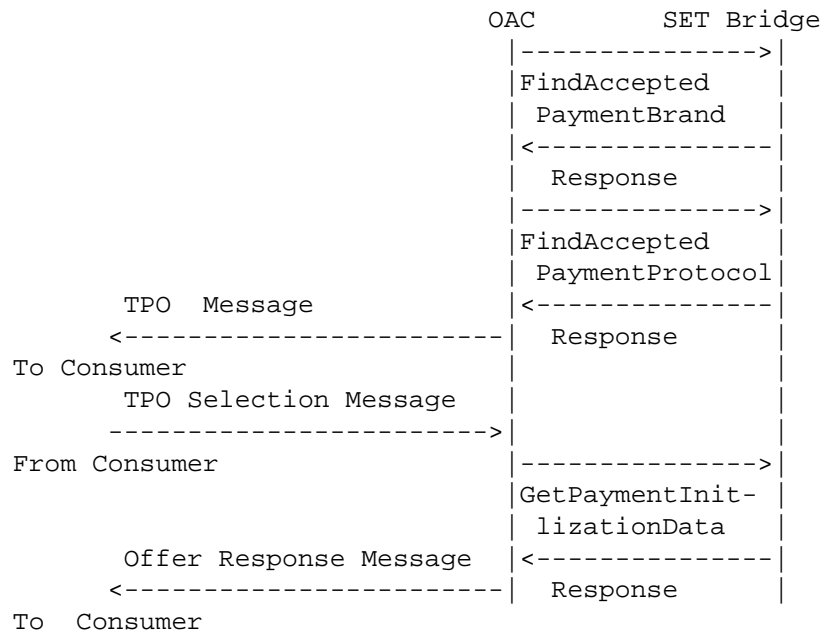 OAC        SET Bridge
                               |--------------->|
                               |FindAccepted    |
                               | PaymentBrand   |
                               |<---------------|
                               |  Response      |
                               |--------------->|
                               |FindAccepted    |
                               | PaymentProtocol|
       TPO  Message            |<---------------|
      <------------------------|  Response      |
To Consumer                    |                |
       TPO Selection Message   |                |
      ------------------------>|                |
From Consumer                  |--------------->|
                               |GetPaymentInit- |
                               | lizationData   |
       Offer Response Message  |<---------------|
      <------------------------|  Response      |
To  Consumer